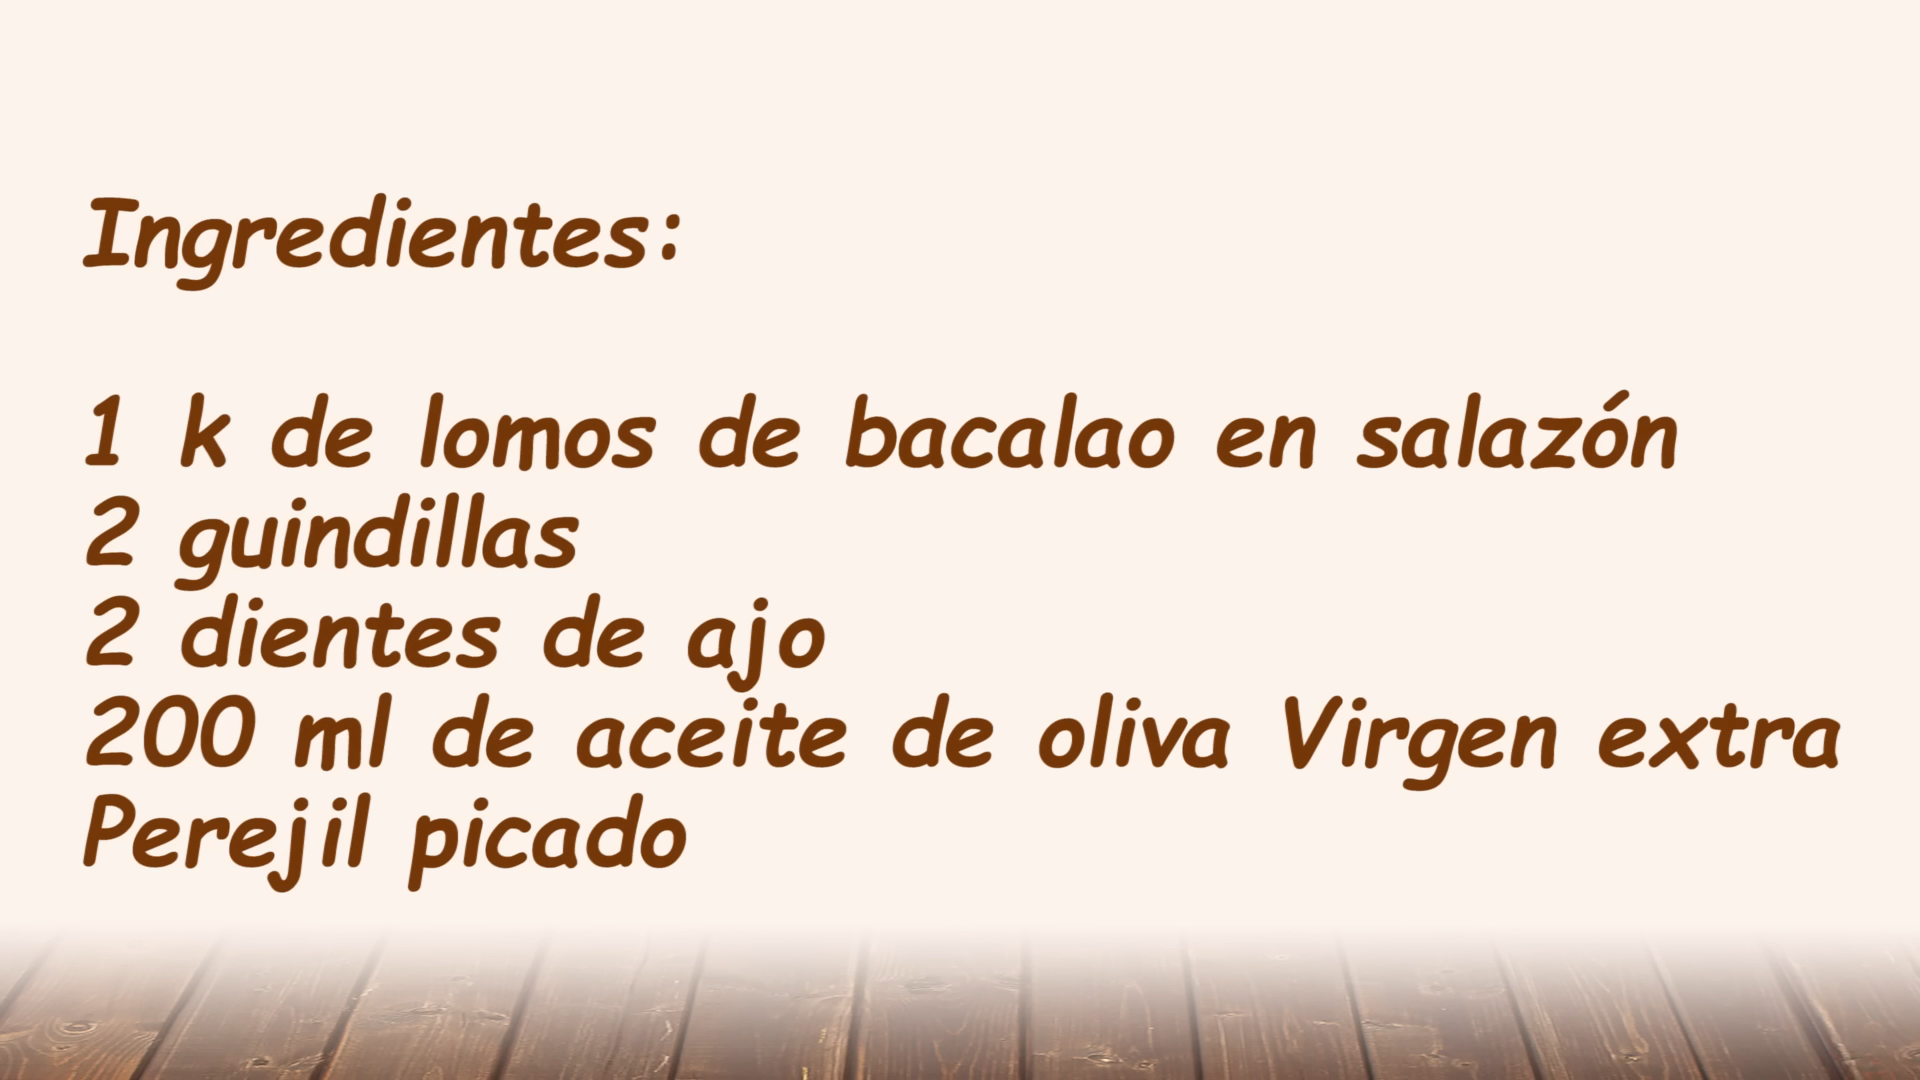 Ingredientes:
1 k de lomos de bacalao en salazón
2 guindillas
2 dientes de ajo
200 ml de aceite de oliva Virgen extra
Perejil picado